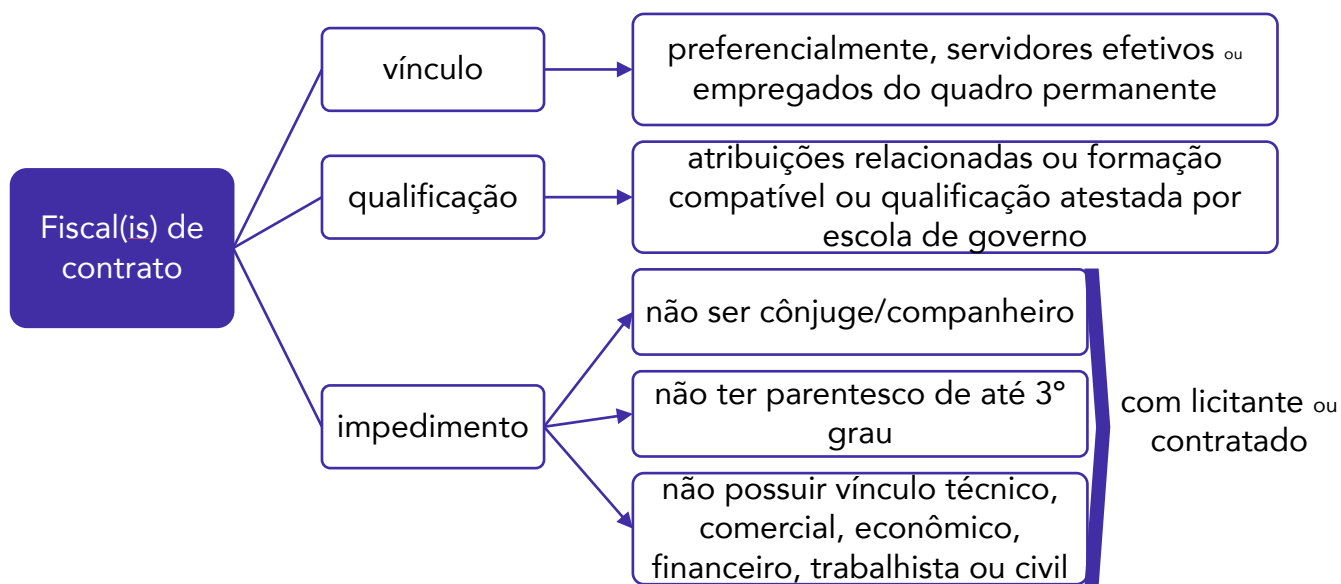 Fiscal(is) de
contrato
vínculo
preferencialmente, servidores efetivos ou
empregados do quadro permanente
qualificação
atribuições relacionadas ou formação
compatível ou qualificação atestada por
escola de governo
impedimento
não ser cônjuge/companheiro
não ter parentesco de até 3º
grau
não possuir vínculo técnico,
comercial, econômico,
financeiro, trabalhista ou civil
com licitante ou
contratado